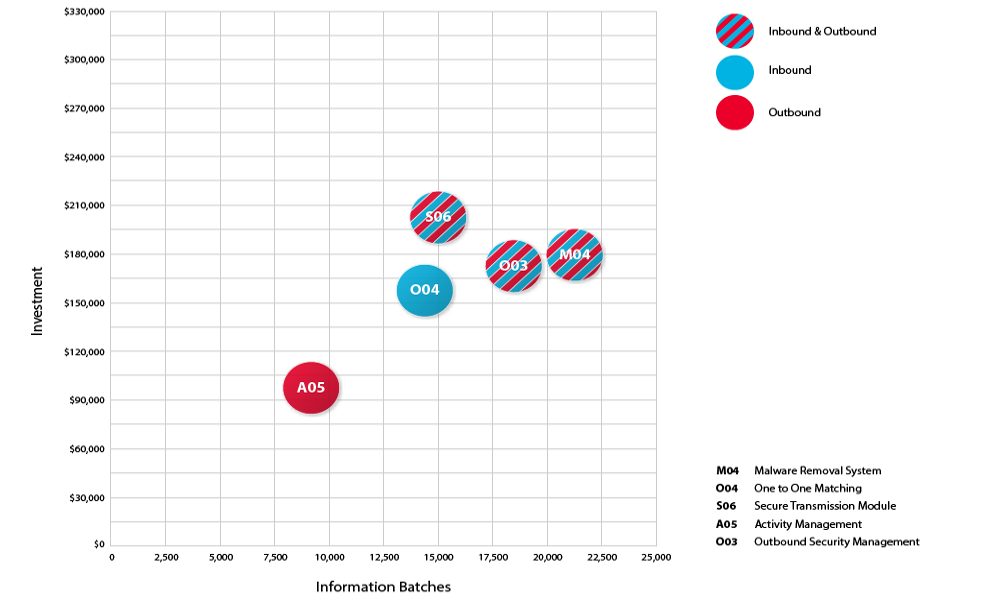 $330,000
$300,000
$270,000
$240,000
$210,000
$180,000
$150,000
$120,000
$90,000
$60,000
$30,000
$0
Investment
0 2,500 5,000 7,500 10,000 12,500 15,000 17,500 20,000 22,500 25,000
Information Batches
S06
O03
M04
O04
A05
Inbound & Outbound
Inbound
Outbound
M04 Malware Removal System
O04 One to One Matching
S06 Secure Transmission Module
A05 Activity Management
O03 Outbound Security Management